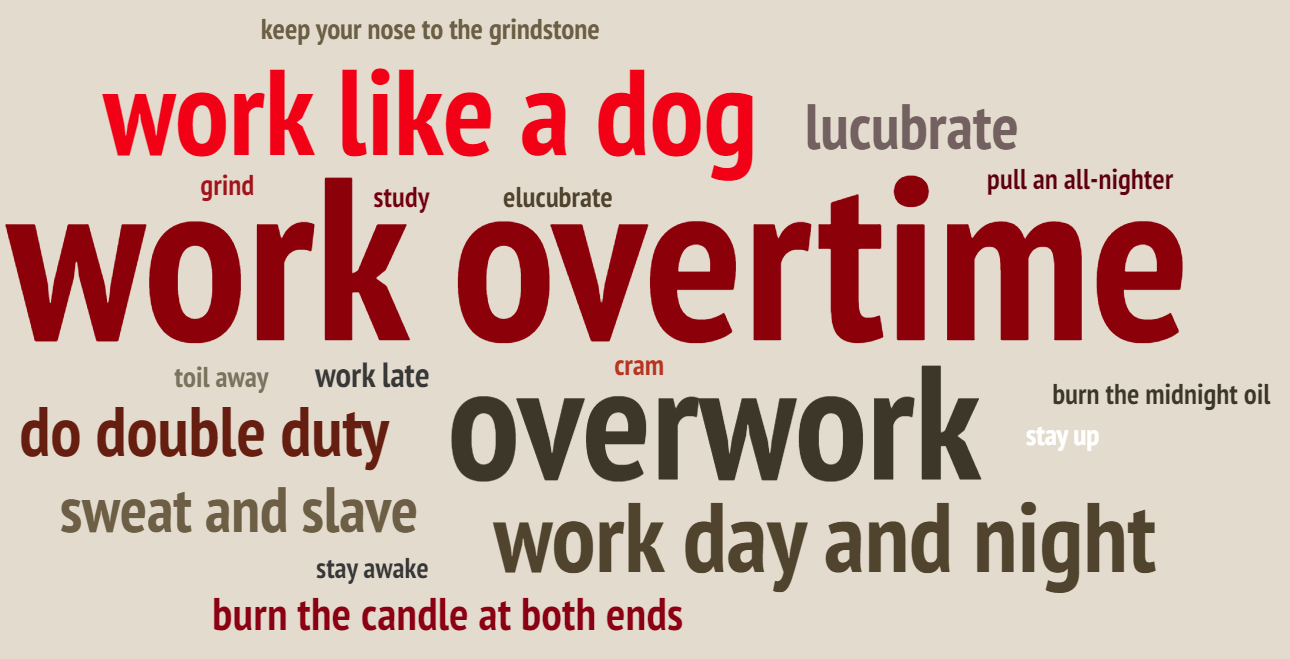 keep your nose to the grindstone
work like a dog
lucubrate
grind
study
elucubrate
pull an all-nighter
work overtime
toil away
work late
cram
burn the midnight oil
do double duty
overwork
stay up
sweat and slave
work day and night
stay awake
burn the candle at both ends